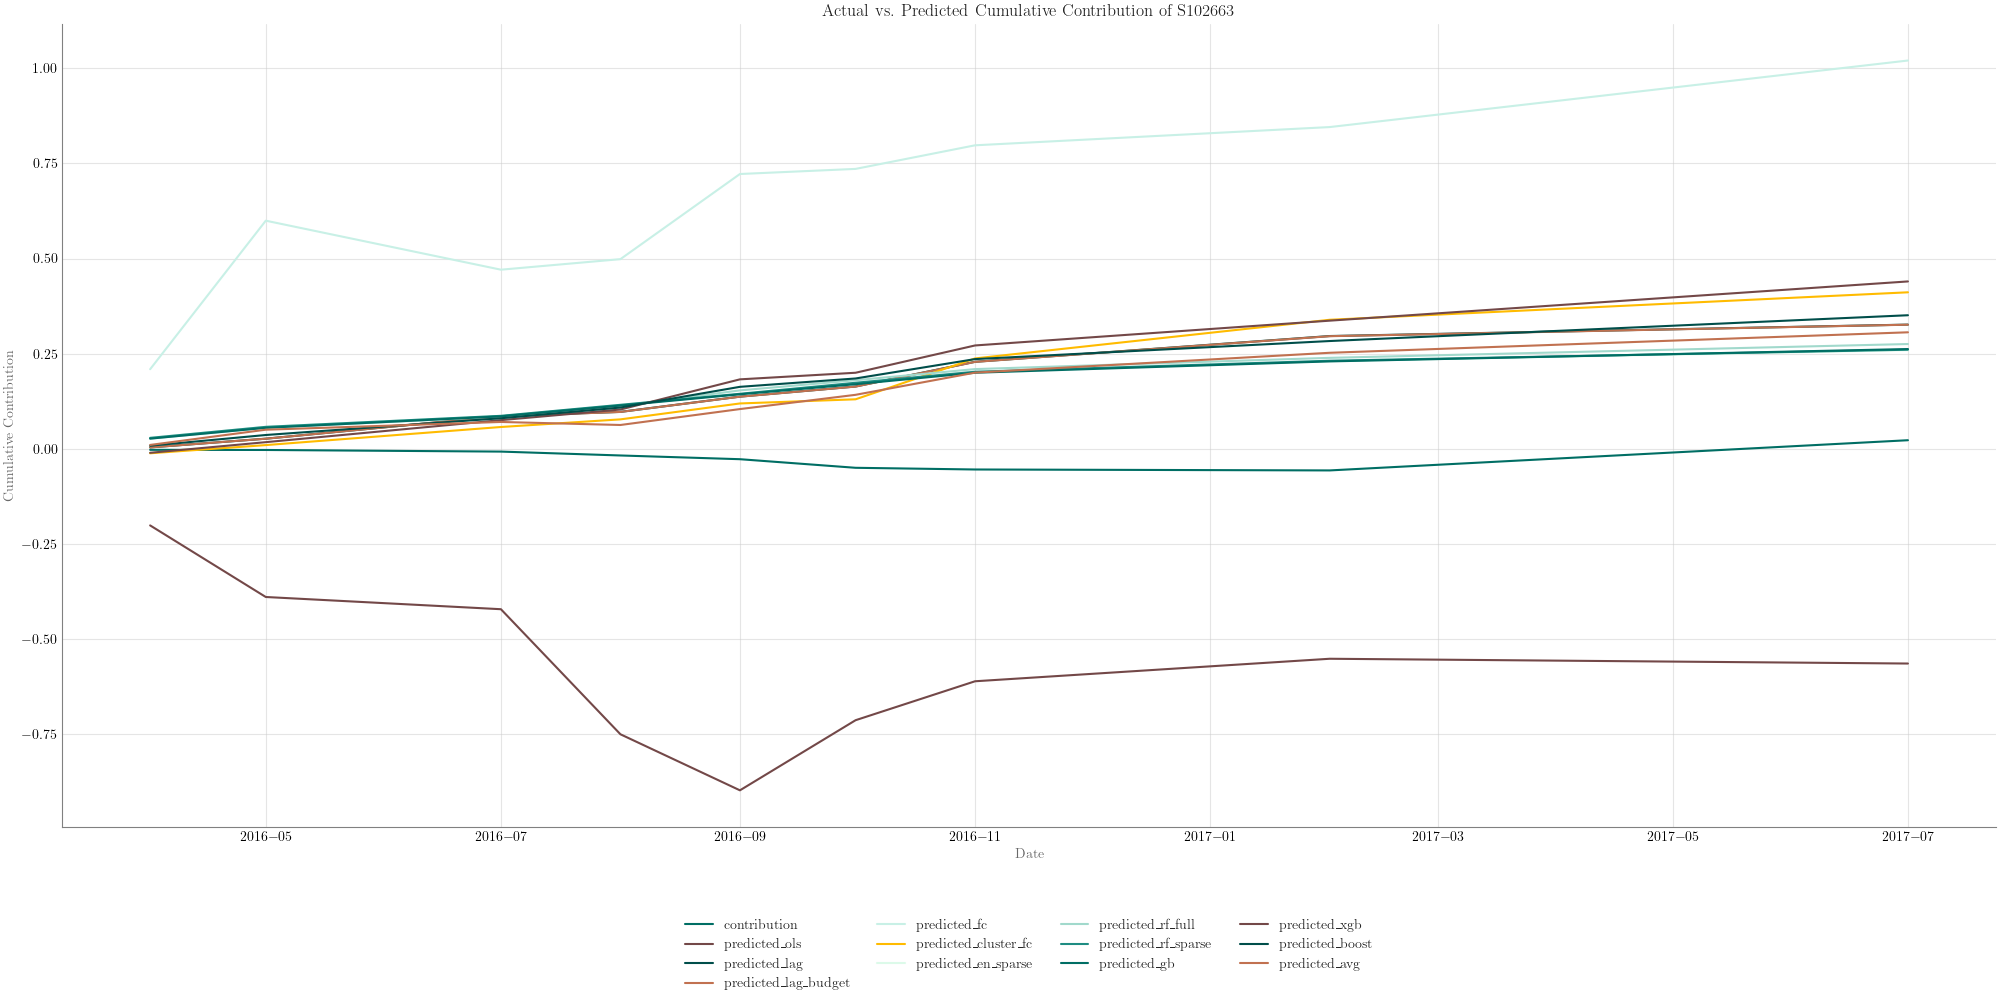 Actual vs. Predicted Cumulative Contribution of S102663
1.00
0.75
0.50
0.25
0.00
−0.25
−0.50
−0.75
Cumulative Contribution
2016−05 2016−07 2016−09 2016−11 2017−01 2017−03 2017−05 2017−07
Date
contribution predicted_fc predicted_rf_full predicted_xgb
predicted_ols predicted_cluster_fc predicted_rf_sparse predicted_boost
predicted_lag predicted_en_sparse predicted_gb predicted_avg
predicted_lag_budget